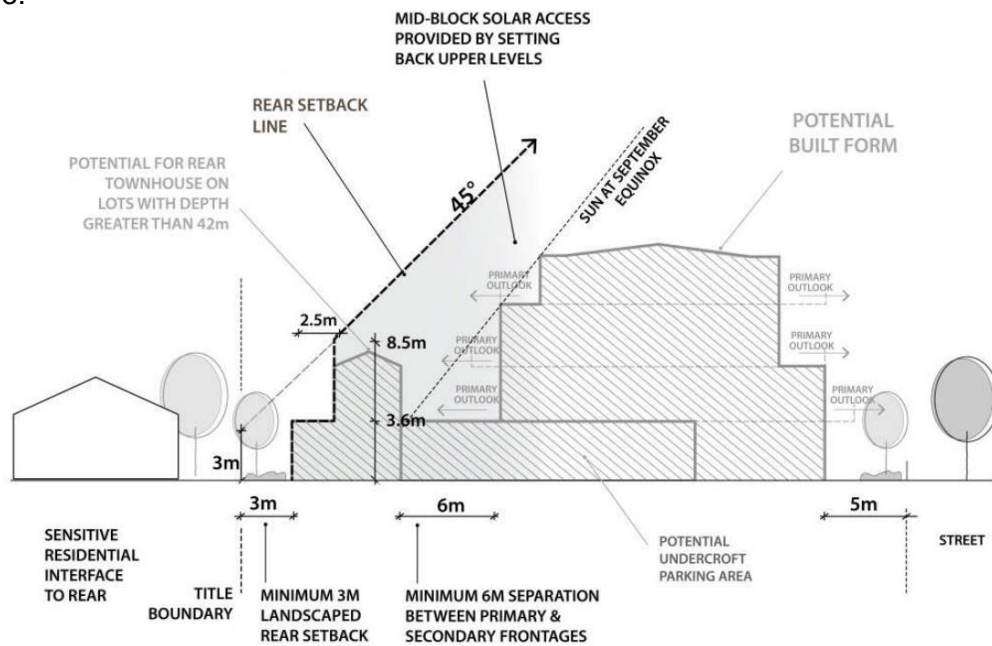 MID-BLOCK SOLAR ACCESS
PROVIDED BY SETTING
BACK UPPER LEVELS
REAR SETBACK
LINE
POTENTIAL
BUILT FORM
POTENTIAL FOR REAR
TOWNHOUSE ON
LOTS WITH DEPTH
GREATER THAN 42m
45°
SUN AT SEPTEMBER
EQUINOX
PRIMARY
OUTLOOK
PRIMARY
OUTLOOK
2.5m
8.5m
PRIMARY
OUTLOOK
PRIMARY
OUTLOOK
PRIMARY
OUTLOOK
PRIMARY
OUTLOOK
3.6m
3m
3m
6m
5m
SENSITIVE
RESIDENTIAL
INTERFACE
TO REAR
TITLE
BOUNDARY
MINIMUM 3M
LANDSCAPED
REAR SETBACK
MINIMUM 6M SEPARATION
BETWEEN PRIMARY &
SECONDARY FRONTAGES
POTENTIAL
UNDERCROFT
PARKING AREA
STREET